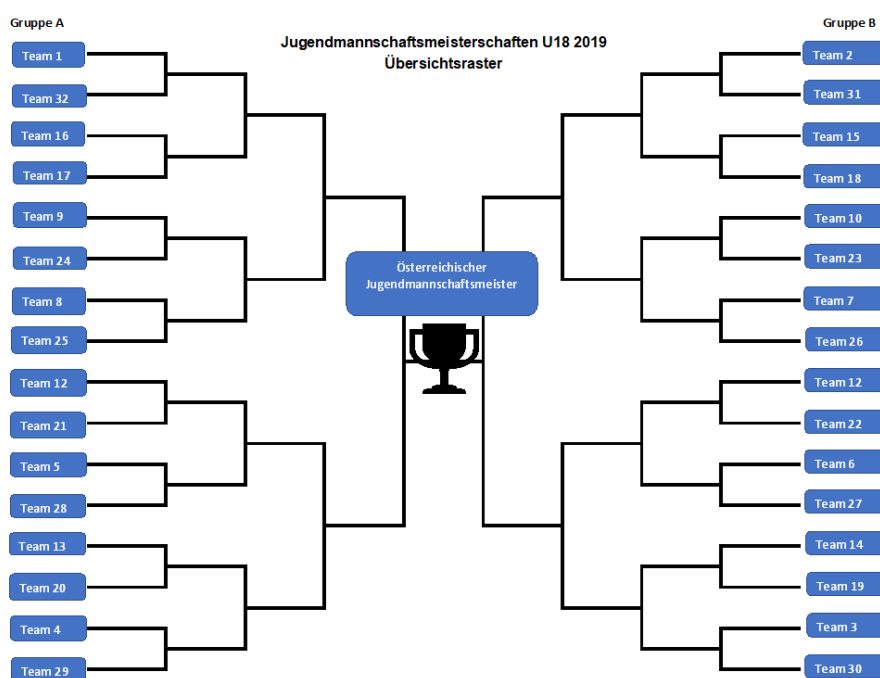 Gruppe A
Gruppe B
Jugendmannschaftsmeisterschaften U18 2019
Übersichtsraster
Team 1
Team 32
Team 16
Team 17
Team 9
Team 24
Team 8
Team 25
Team 12
Team 21
Team 5
Team 28
Team 13
Team 20
Team 4
Team 29
Österreichischer
Jugendmannschaftsmeister
Team 2
Team 31
Team 15
Team 18
Team 10
Team 23
Team 7
Team 26
Team 12
Team 22
Team 6
Team 27
Team 14
Team 19
Team 3
Team 30